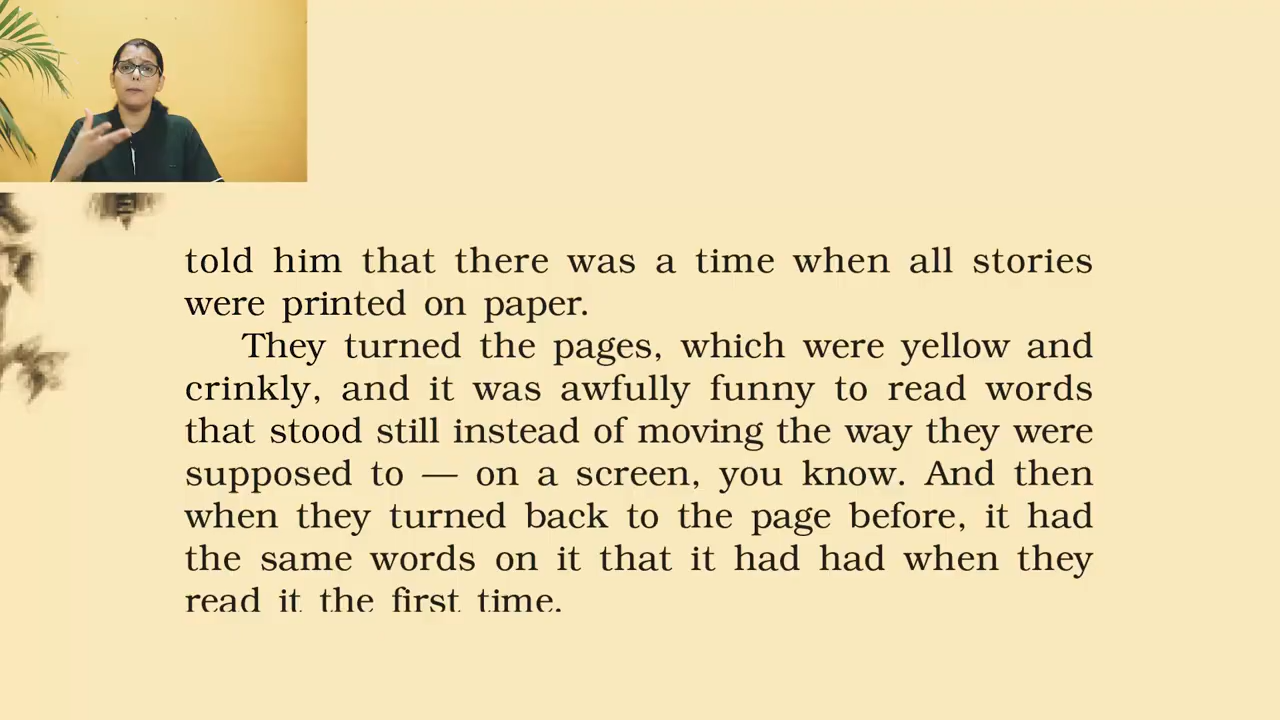 told him that there was a time when all stories
were printed on paper.
They turned the pages, which were yellow and
crinkly, and it was awfully funny to read words
that stood still instead of moving the way they were
supposed to — on a screen, you know. And then
when they turned back to the page before, it had
the same words on it that it had had when they
read it the first time.